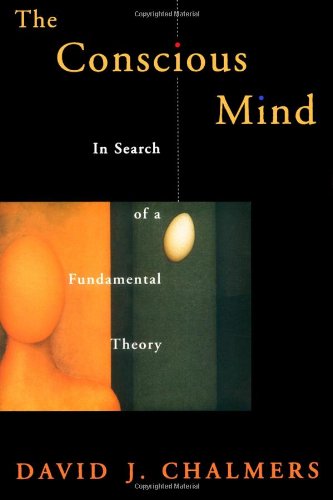 The
Conscious
Mind
In Search
of a
Fundamental
Theory
DAVID J. CHALMERS